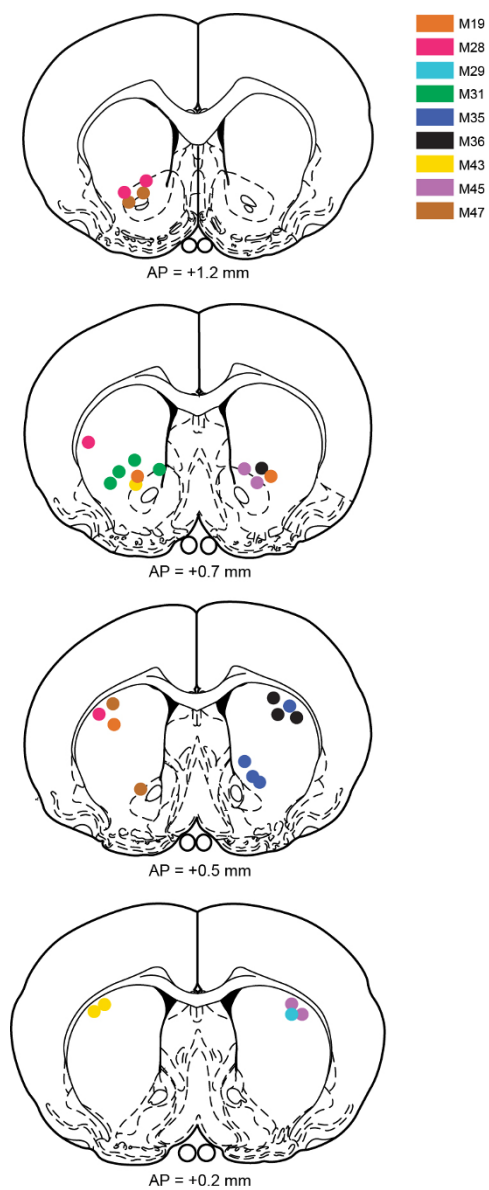 M19
M28
M29
M31
M35
M36
M43
M45
M47
AP = +1.2 mm
AP = +0.7 mm
AP = +0.5 mm
AP = +0.2 mm